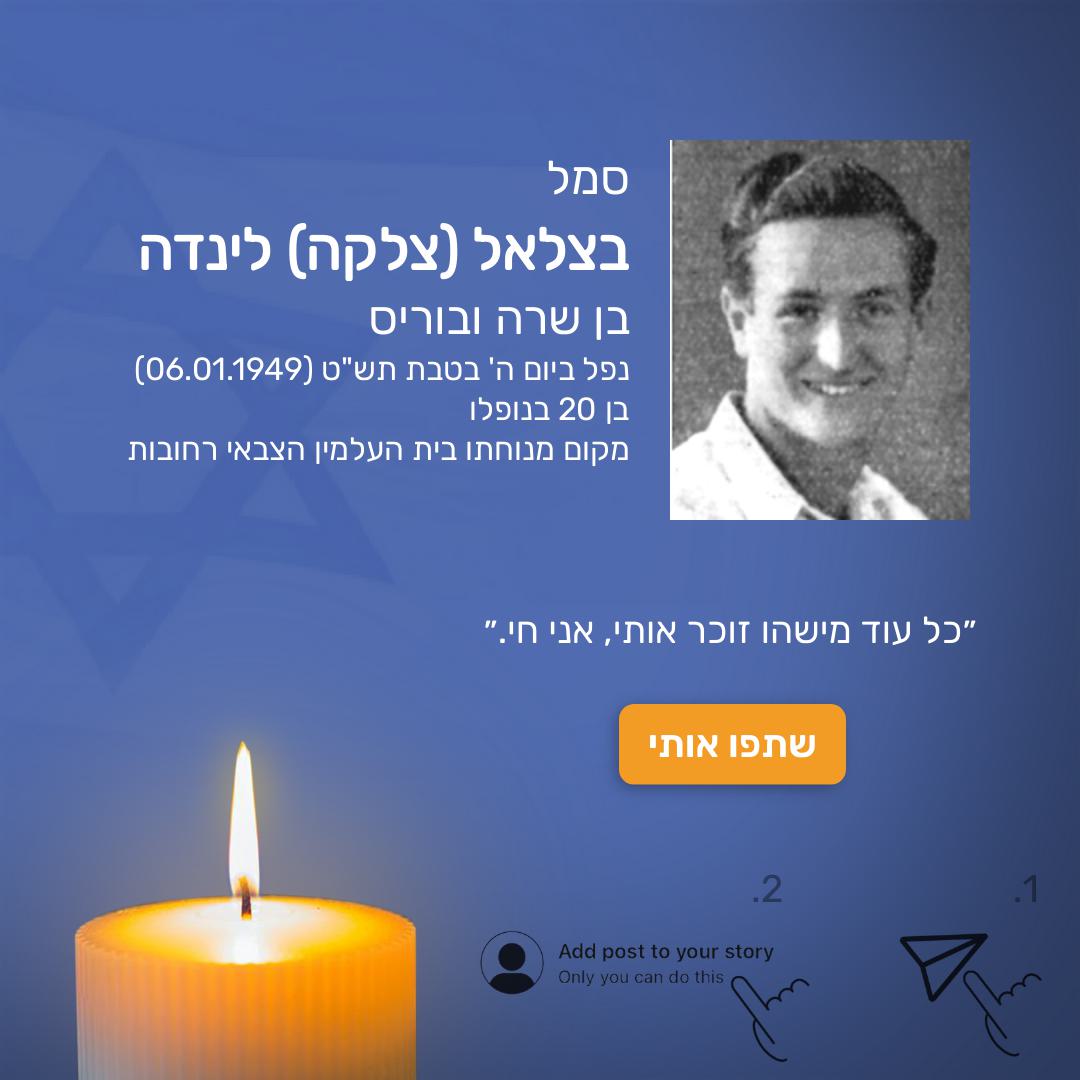 סמל
בצלאל (צלקה) לינדה
בן שרה ובוריס
נפל ביום ה' בטבת תש"ט (06.01.1949)
בן 20 בנופלו
מקום מנוחתו בית העלמין הצבאי רחובות
״כל עוד מישהו זוכר אותי, אני חי.״
שתפו אותי
1.
2.
Add post to your story
Only you can do this